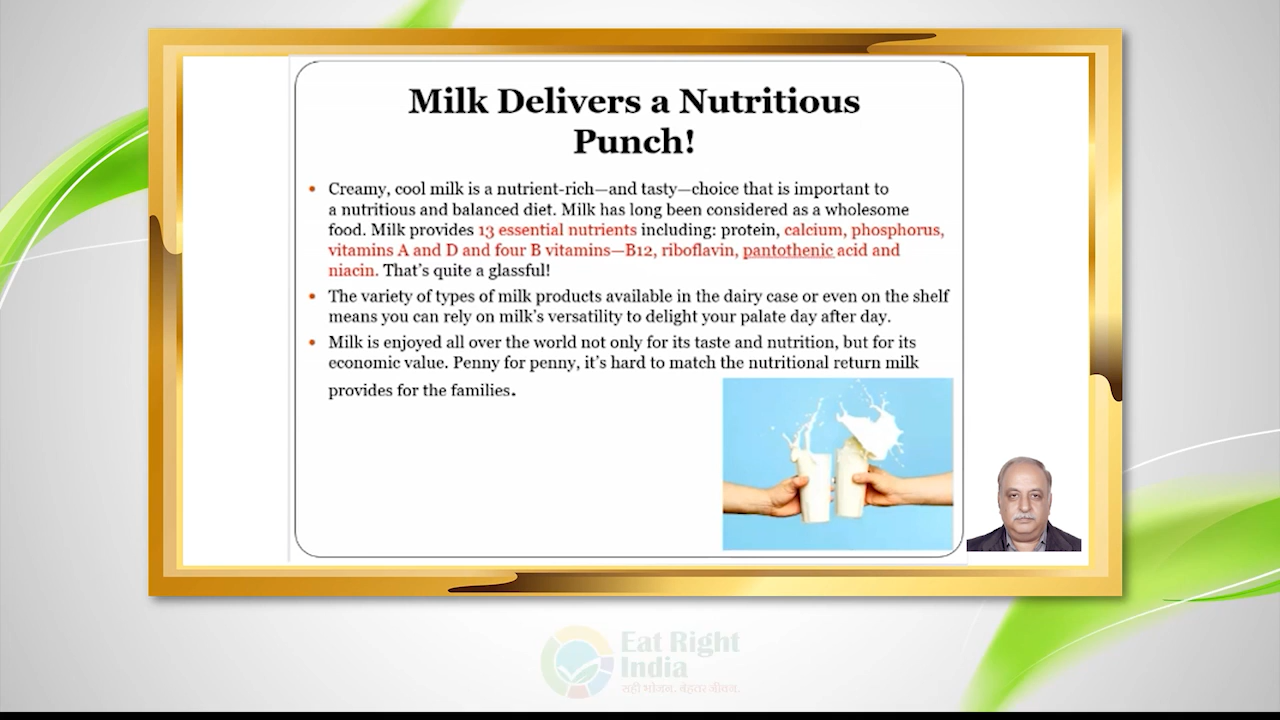 Milk Delivers a Nutritious
Punch!
• Creamy, cool milk is a nutrient-rich—and tasty—choice that is important to
a nutritious and balanced diet. Milk has long been considered as a wholesome
food. Milk provides 13 essential nutrients including: protein, calcium, phosphorus,
vitamins A and D and four B vitamins—B12, riboflavin, pantothenic acid and
niacin. That's quite a glassful!
• The variety of types of milk products available in the dairy case or even on the shelf
means you can rely on milk's versatility to delight your palate day after day.
• Milk is enjoyed all over the world not only for its taste and nutrition, but for its
economic value. Penny for penny, it's hard to match the nutritional return milk
provides for the families.
Eat Right
India
सही भोजन. बेहतर जीवन.